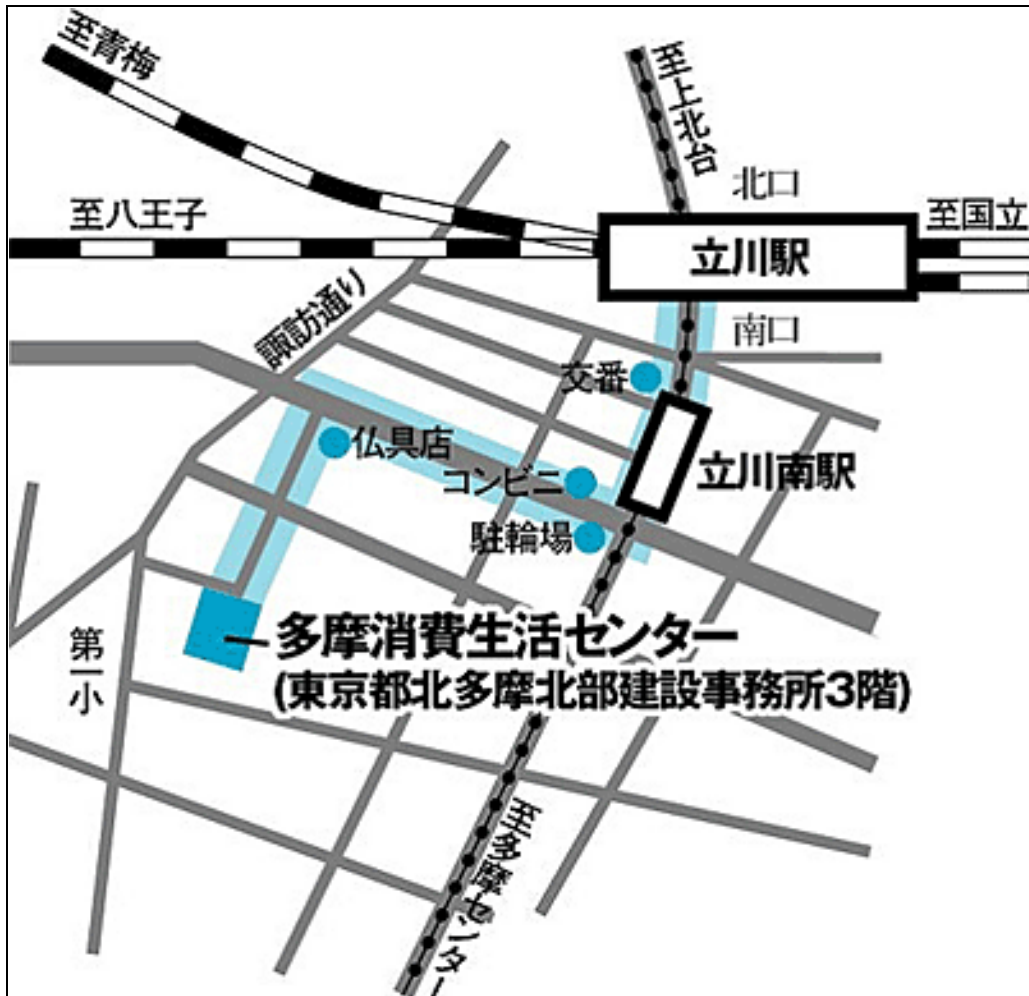 至青梅
至上北台
北口
至八王子
至国立
立川駅
諏訪通り
南口
交番
仏具店
コンビニ
立川南駅
駐輪場
多摩消費生活センター
(東京都北多摩北部建設事務所3階)
第一小
至多摩センター